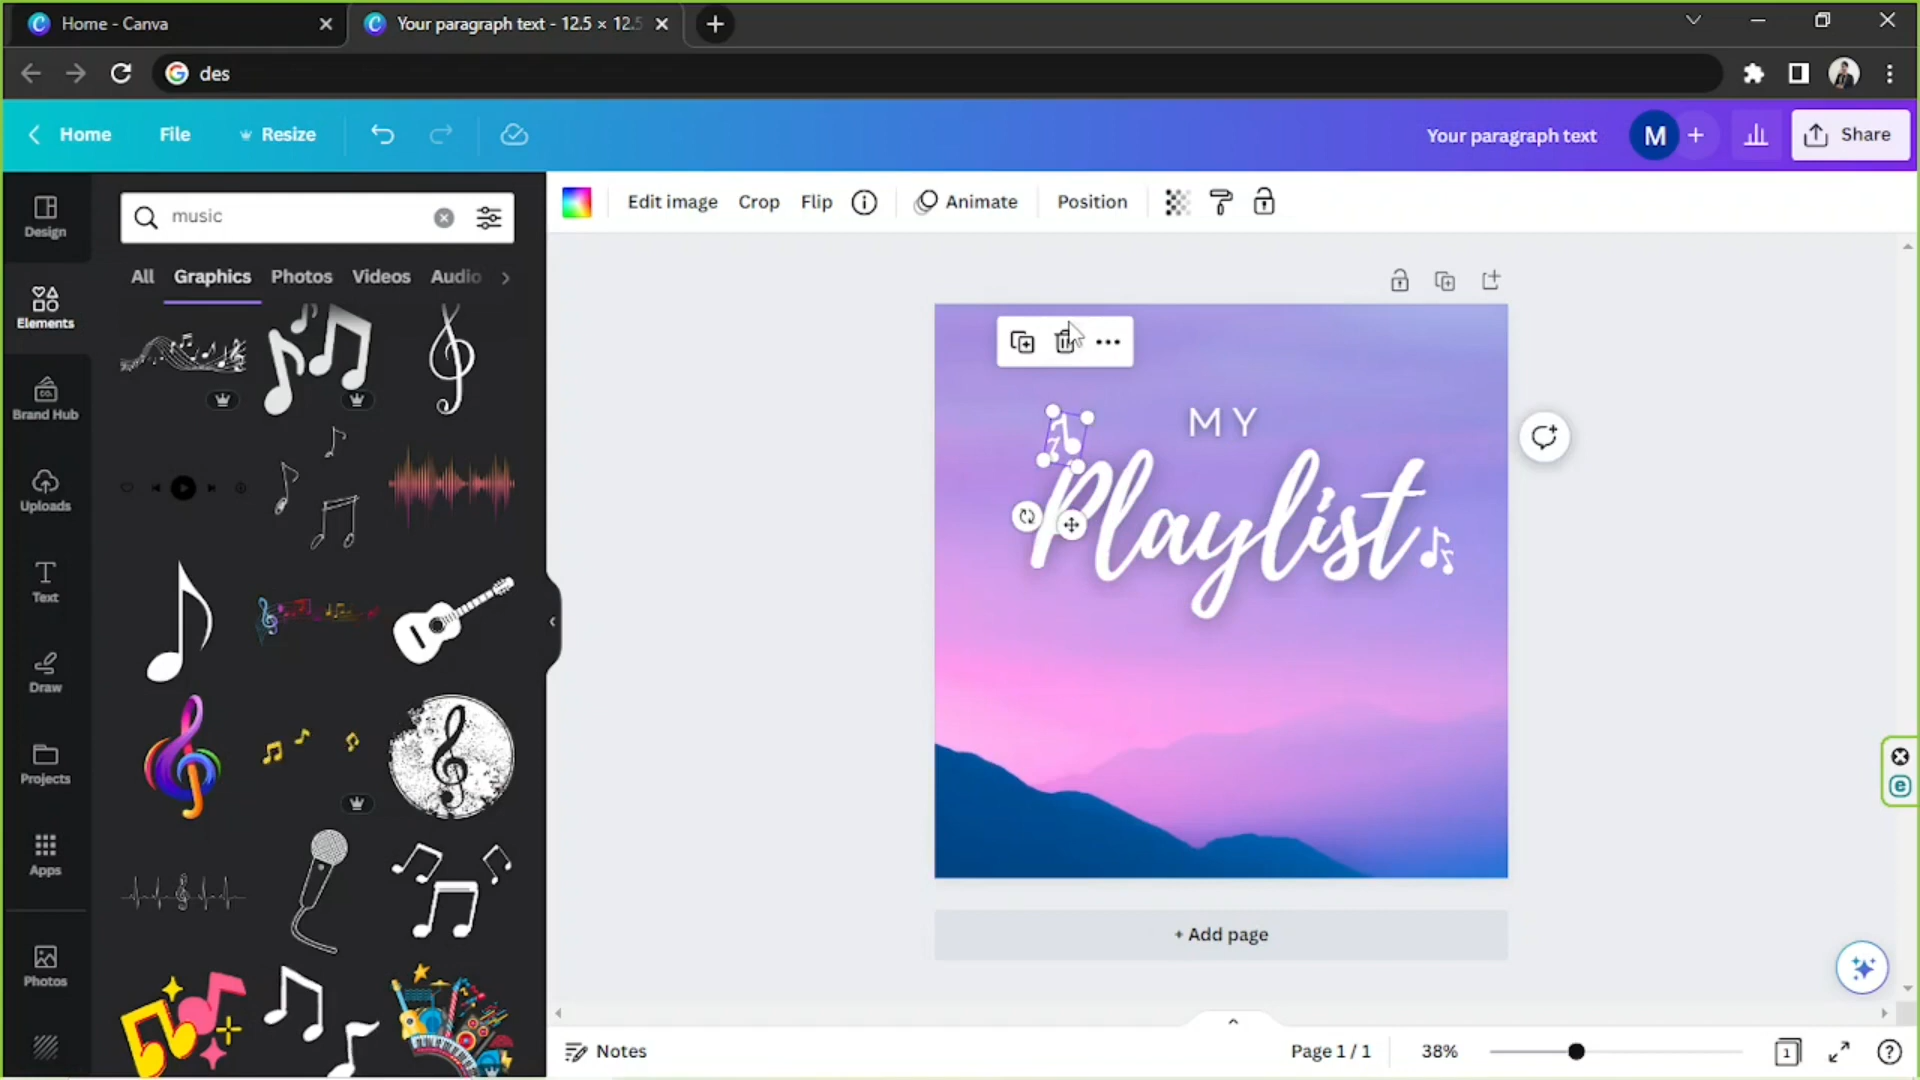 Home - Canva
Your paragraph text - 12.5 × 12.5
des
Home
File
Resize
Your paragraph text
M
Share
Design
Elements
Brand Hub
Uploads
Text
Draw
Projects
Apps
Photos
music
All
Graphics
Photos
Videos
Audio
Edit image
Crop
Flip
Animate
Position
MY
Playlist
+ Add page
Notes
Page 1 / 1
38%
1